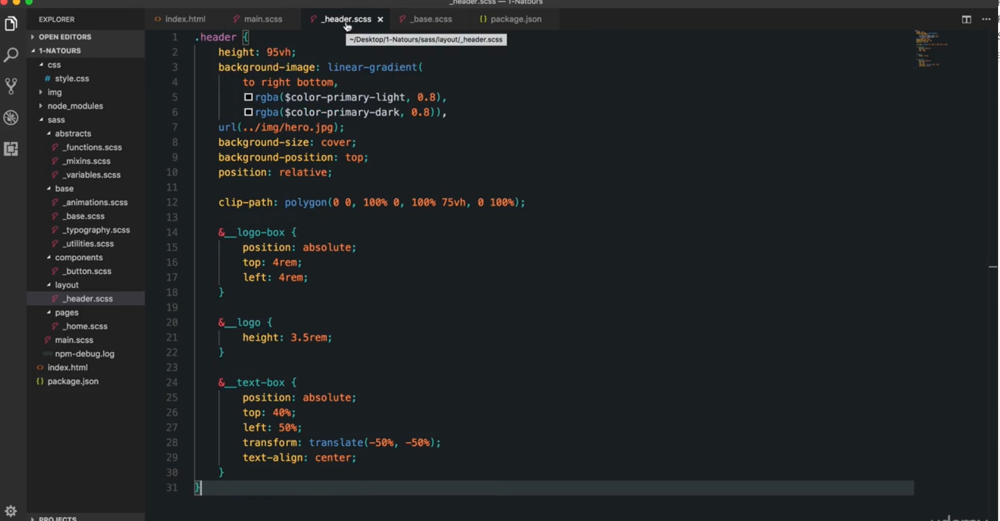 _header.scss — 1-Natours
EXPLORER
OPEN EDITORS
1-NATOURS
css
# style.css
img
node_modules
sass
abstracts
_functions.scss
_mixins.scss
_variables.scss
base
_animations.scss
_base.scss
_typography.scss
_utilities.scss
components
_button.scss
layout
_header.scss
pages
_home.scss
main.scss
npm-debug.log
<> index.html
{} package.json
PROJECTS
<> index.html
main.scss
_header.scss ×
_base.scss
{} package.json
~/Desktop/1-Natours/sass/layout/_header.scss
1 .header {
2 height: 95vh;
3 background-image: linear-gradient(
4 to right bottom,
5 rgba($color-primary-light, 0.8),
6 rgba($color-primary-dark, 0.8)),
7 url(../img/hero.jpg);
8 background-size: cover;
9 background-position: top;
10 position: relative;
11
12 clip-path: polygon(0 0, 100% 0, 100% 75vh, 0 100%);
13
14 &__logo-box {
15 position: absolute;
16 top: 4rem;
17 left: 4rem;
18 }
19
20 &__logo {
21 height: 3.5rem;
22 }
23
24 &__text-box {
25 position: absolute;
26 top: 40%;
27 left: 50%;
28 transform: translate(-50%, -50%);
29 text-align: center;
30 }
31 }